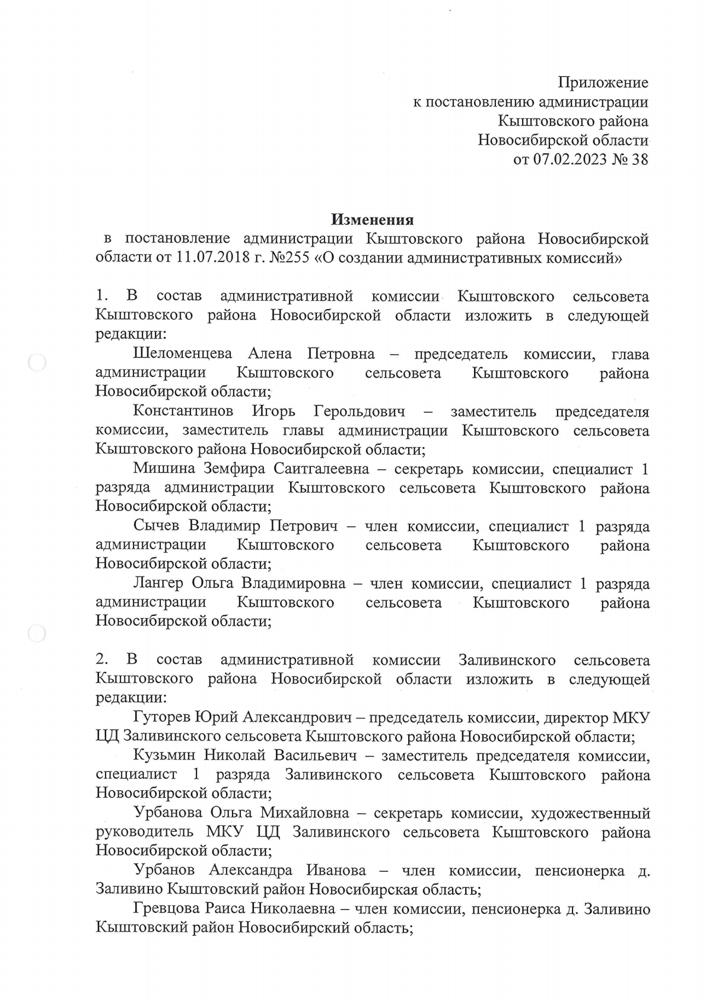 Приложение
к постановлению администрации
Кыштовского района
Новосибирской области
от 07.02.2023 № 38
Изменения
в постановление администрации Кыштовского района Новосибирской
области от 11.07.2018 г. №255 «О создании административных комиссий»
1. В состав административной комиссии Кыштовского сельсовета
Кыштовского района Новосибирской области изложить в следующей
редакции:
Шеломенцева Алена Петровна – председатель комиссии, глава
администрации Кыштовского сельсовета Кыштовского района
Новосибирской области;
Константинов Игорь Герольдович – заместитель председателя
комиссии, заместитель главы администрации Кыштовского сельсовета
Кыштовского района Новосибирской области;
Мишина Земфира Саитгалеевна – секретарь комиссии, специалист 1
разряда администрации Кыштовского сельсовета Кыштовского района
Новосибирской области;
Сычев Владимир Петрович – член комиссии, специалист 1 разряда
администрации Кыштовского сельсовета Кыштовского района
Новосибирской области;
Лангер Ольга Владимировна – член комиссии, специалист 1 разряда
администрации Кыштовского сельсовета Кыштовского района
Новосибирской области;
2. В состав административной комиссии Заливинского сельсовета
Кыштовского района Новосибирской области изложить в следующей
редакции:
Гуторев Юрий Александрович – председатель комиссии, директор МКУ
ЦД Заливинского сельсовета Кыштовского района Новосибирской области;
Кузьмин Николай Васильевич – заместитель председателя комиссии,
специалист 1 разряда Заливинского сельсовета Кыштовского района
Новосибирской области;
Урбанова Ольга Михайловна – секретарь комиссии, художественный
руководитель МКУ ЦД Заливинского сельсовета Кыштовского района
Новосибирской области;
Урбанов Александра Иванова – член комиссии, пенсионерка д.
Заливино Кыштовский район Новосибирская область;
Гревцова Раиса Николаевна – член комиссии, пенсионерка д. Заливино
Кыштовский район Новосибирский область;